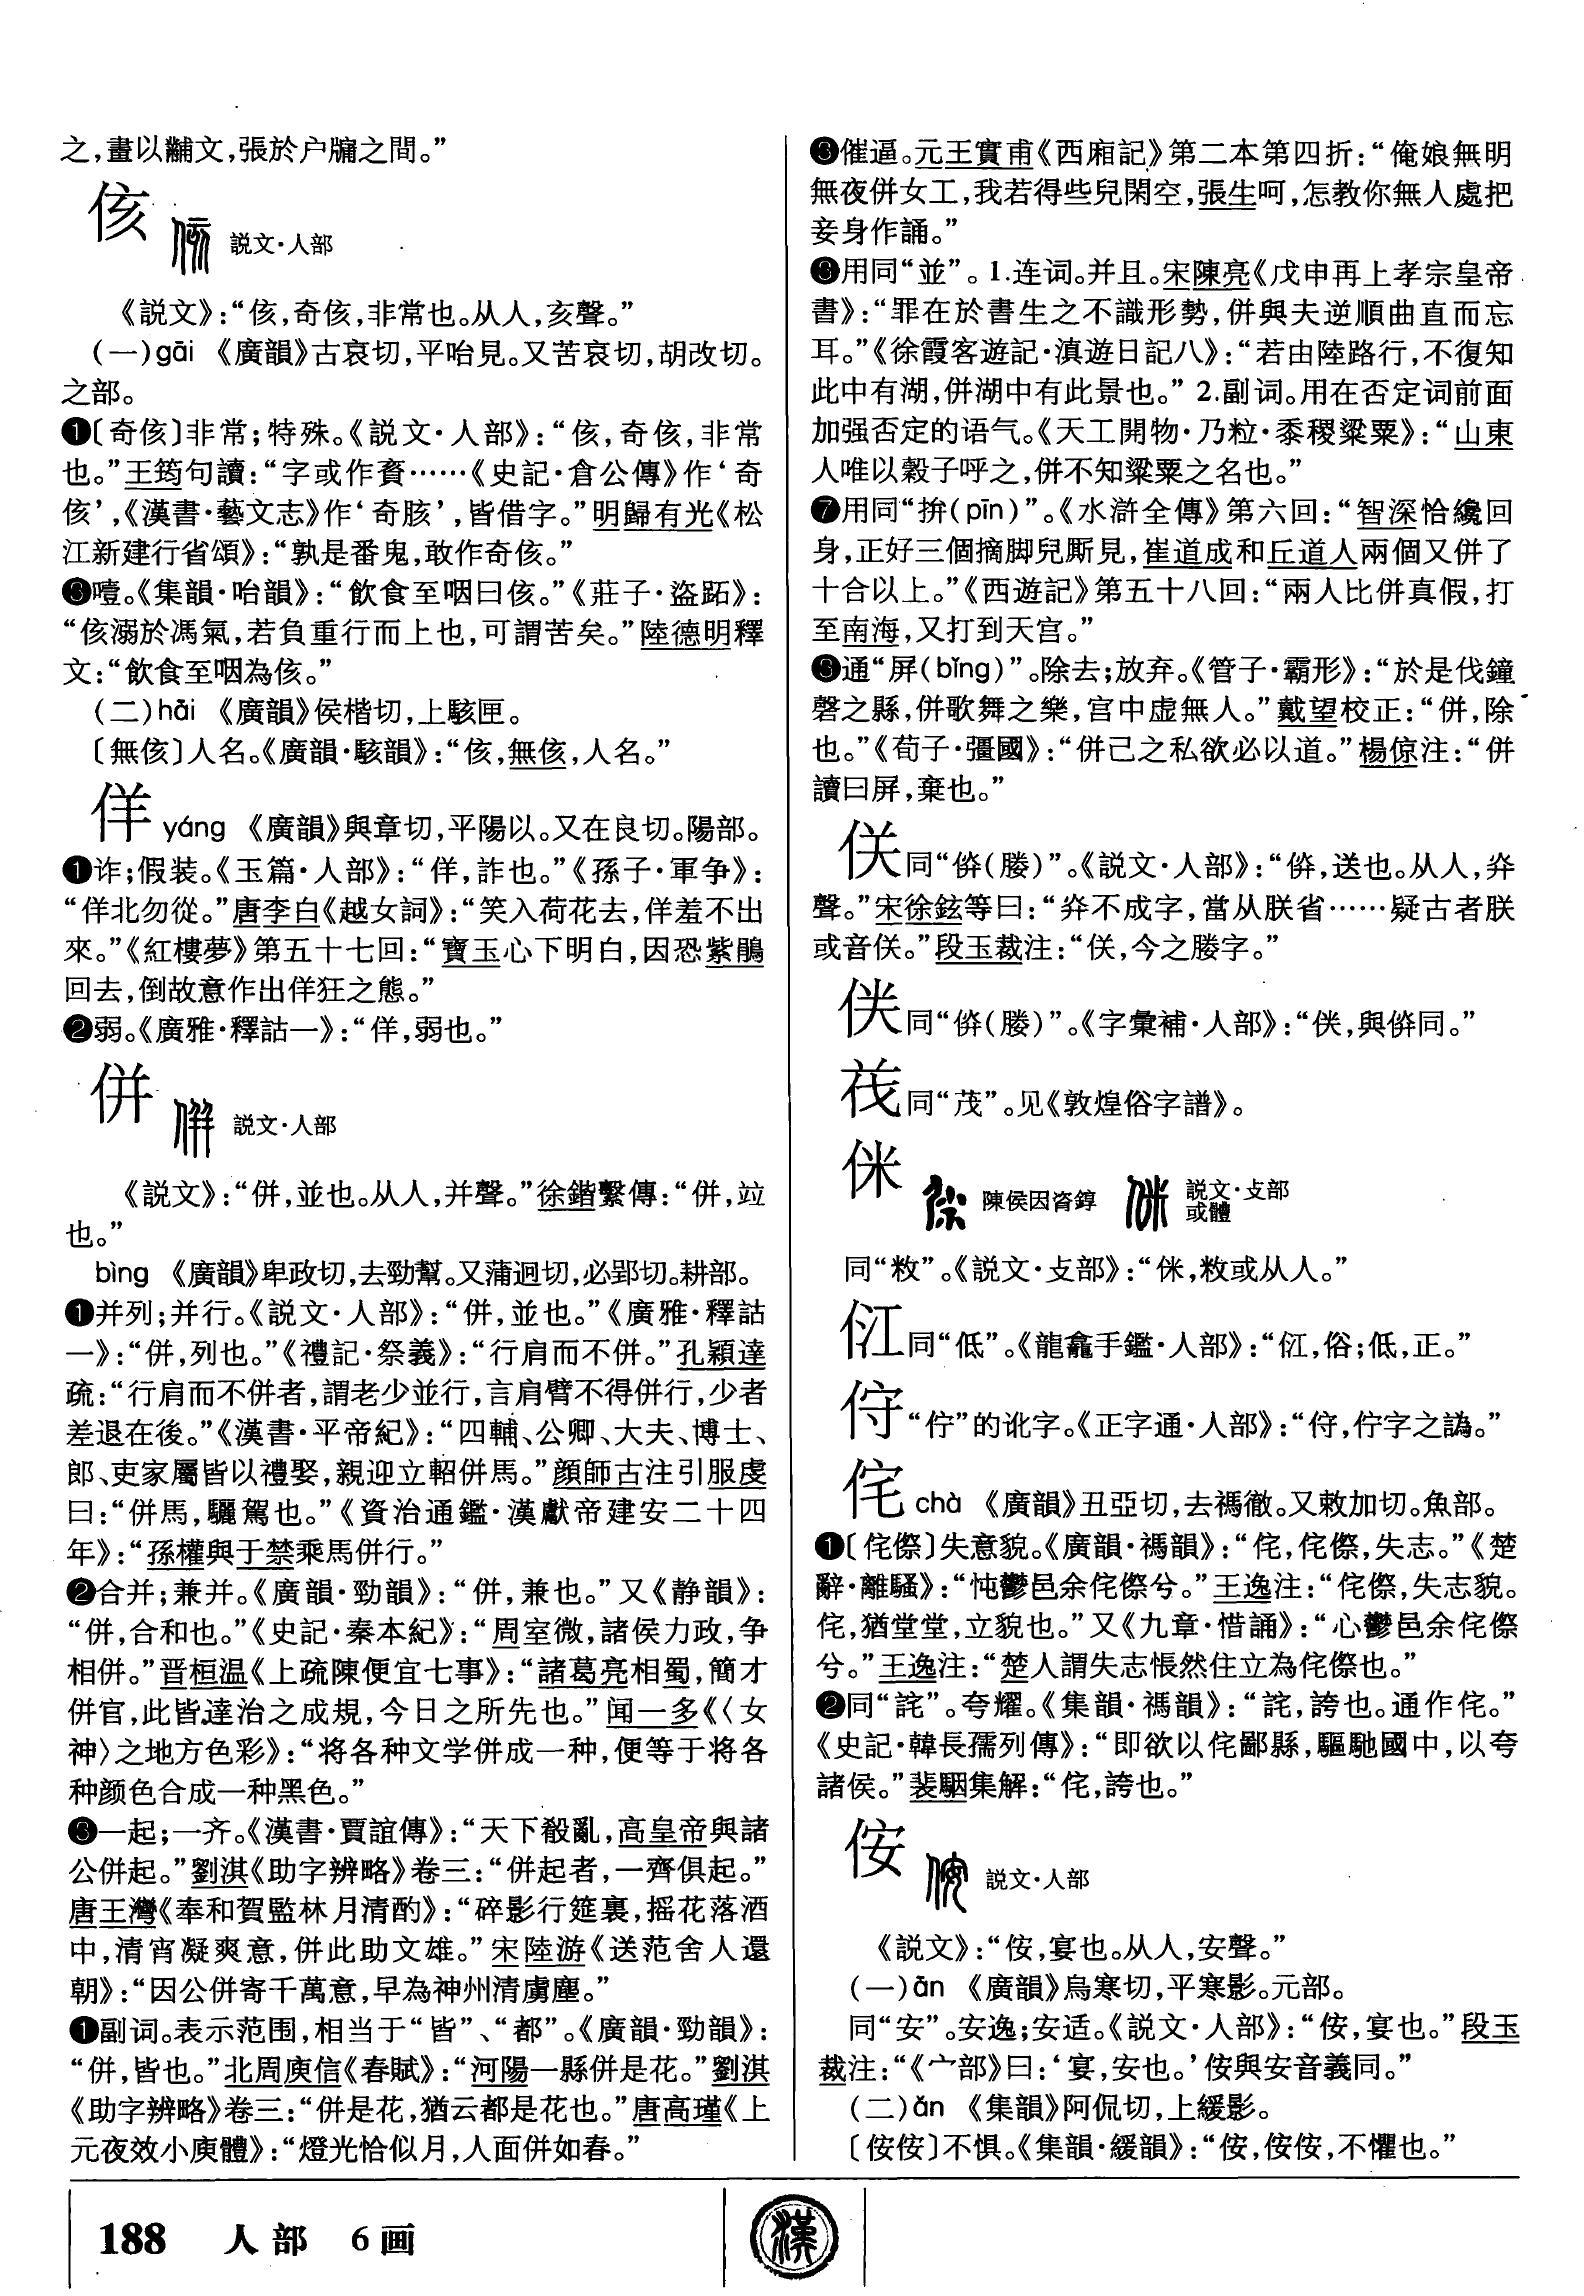 之，畫以黼文，張於户牖之間。”
侅 説文·人部
《説文》：“侅，奇侅，非常也。从人，亥聲。”
（一）gāi 《廣韻》古哀切，平咍見。又苦哀切，胡改切。
之部。
❶〔奇侅〕非常；特殊。《説文·人部》：“侅，奇侅，非常
也。”王筠句讀：“字或作賌……《史記·倉公傳》作‘奇
侅’，《漢書·藝文志》作‘奇胲’，皆借字。”明歸有光《松
江新建行省頌》：“孰是番鬼，敢作奇侅。”
噎。《集韻·咍韻》：“飲食至咽曰侅。”《莊子·盜跖》：
“侅溺於馮氣，若負重行而上也，可謂苦矣。”陸德明釋
文：“飲食至咽為侅。”
（二）hǎi 《廣韻》侯楷切，上駭匣。
〔無侅〕人名。《廣韻·駭韻》：“侅，無侅，人名。”
佯 yáng 《廣韻》與章切，平陽以。又在良切。陽部。
❶诈；假装。《玉篇·人部》：“佯，詐也。”《孫子·軍争》：
“佯北勿從。”唐李白《越女詞》：“笑入荷花去，佯羞不出
來。”《紅樓夢》第五十七回：“寶玉心下明白，因恐紫鵑
回去，倒故意作出佯狂之態。”
❷弱。《廣雅·釋詁一》：“佯，弱也。”
併 説文·人部
《説文》：“併，並也。从人，并聲。”徐鍇繫傳：“併，竝
也。”
bìng 《廣韻》卑政切，去勁幫。又蒲迥切，必郢切。耕部。
❶并列；并行。《説文·人部》：“併，並也。”《廣雅·釋詁
一》：“併，列也。”《禮記·祭義》：“行肩而不併。”孔穎達
疏：“行肩而不併者，謂老少並行，言肩臂不得併行，少者
差退在後。”《漢書·平帝紀》：“四輔、公卿、大夫、博士、
郎、吏家屬皆以禮娶，親迎立軺併馬。”顔師古注引服虔
曰：“併馬，驪駕也。”《資治通鑑·漢獻帝建安二十四
年》：“孫權與于禁乘馬併行。”
❷合并；兼并。《廣韻·勁韻》：“併，兼也。”又《静韻》：
“併，合和也。”《史記·秦本紀》：“周室微，諸侯力政，争
相併。”晋桓温《上疏陳便宜七事》：“諸葛亮相蜀，簡才
併官，此皆達治之成規，今日之所先也。”闻一多《〈女
神〉之地方色彩》：“将各种文学併成一种，便等于将各
种颜色合成一种黑色。”
❸一起；一齐。《漢書·賈誼傳》：“天下殽亂，高皇帝與諸
公併起。”劉淇《助字辨略》卷三：“併起者，一齊俱起。”
唐王灣《奉和賀監林月清酌》：“碎影行筵裏，摇花落酒
中，清宵凝爽意，併此助文雄。”宋陸游《送范舍人還
朝》：“因公併寄千萬意，早為神州清虜塵。”
副词。表示范围，相当于“皆”、“都”。《廣韻·勁韻》：
“併，皆也。”北周庾信《春賦》：“河陽一縣併是花。”劉淇
《助字辨略》卷三：“併是花，猶云都是花也。”唐高瑾《上
元夜效小庾體》：“燈光恰似月，人面併如春。”
催逼。元王實甫《西廂記》第二本第四折：“俺娘無明
無夜併女工，我若得些兒閑空，張生呵，怎教你無人處把
妾身作誦。”
用同“並”。1.连词。并且。宋陳亮《戊申再上孝宗皇帝
書》：“罪在於書生之不識形勢，併與夫逆順曲直而忘
耳。”《徐霞客遊記·滇遊日記八》：“若由陸路行，不復知
此中有湖，併湖中有此景也。”2.副词。用在否定词前面
加强否定的语气。《天工開物·乃粒·黍稷粱粟》：“山東
人唯以穀子呼之，併不知粱粟之名也。”
❼用同“拚(pīn)”。《水滸全傳》第六回：“智深恰纔回
身，正好三個摘脚兒厮見，崔道成和丘道人兩個又併了
十合以上。”《西遊記》第五十八回：“兩人比併真假，打
至南海，又打到天宫。”
通“屏(bǐng)”。除去；放弃。《管子·霸形》：“於是伐鐘
磬之縣，併歌舞之樂，宫中虚無人。”戴望校正：“併，除
也。”《荀子·彊國》：“併己之私欲必以道。”楊倞注：“併
讀曰屏，棄也。”
佚同“㑞（媵）”。《説文·人部》：“㑞，送也。从人，㚘
聲。”宋徐鉉等曰：“㚘不成字，當从朕省……疑古者朕
或音佚。”段玉裁注：“佚，今之媵字。”
同“㑞（媵）”。《字彙補·人部》：“，與㑞同。”
茷同“茂”。见《敦煌俗字譜》。
侎 陳侯因𬱟錞 説文·攴部
或體
同“敉”。《説文·攴部》：“侎，敉或从人。”
同“低”。《龍龕手鑑·人部》：“，俗；低，正。”
侼“佇”的讹字。《正字通·人部》：“，佇字之譌。”
侘 chà 《廣韻》丑亞切，去禡徹。又敕加切。魚部。
❶〔侘傺〕失意貌。《廣韻·禡韻》：“侘，侘傺，失志。”《楚
辭·離騷》：“忳鬱邑余侘傺兮。”王逸注：“侘傺，失志貌。
侘，猶堂堂，立貌也。”又《九章·惜誦》：“心鬱邑余侘傺
兮。”王逸注：“楚人謂失志悵然住立為侘傺也。”
❷同“詫”。夸耀。《集韻·禡韻》：“詫，誇也。通作侘。”
《史記·韓長孺列傳》：“即欲以侘鄙縣，驅馳國中，以夸
諸侯。”裴駰集解：“侘，誇也。”
侒 説文·人部
《説文》：“侒，宴也。从人，安聲。”
（一）ān 《廣韻》烏寒切，平寒影。元部。
同“安”。安逸；安适。《説文·人部》：“侒，宴也。”段玉
裁注：“《宀部》曰：‘宴，安也。’侒與安音義同。”
（二）ǎn 《集韻》阿侃切，上緩影。
〔侒侒〕不惧。《集韻·緩韻》：“侒，侒侒，不懼也。”
188 人部 6画
漢